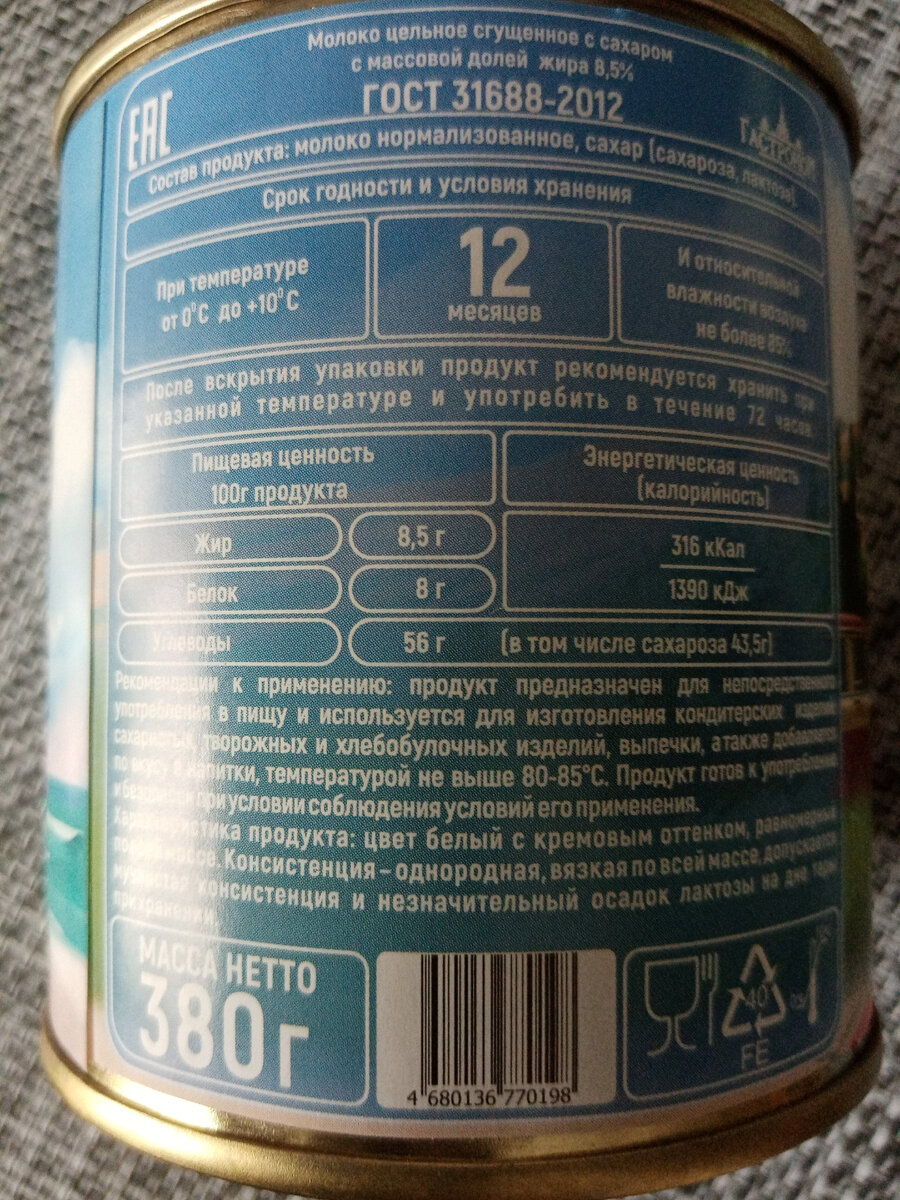 Молоко цельное сгущенное с сахаром
с массовой долей жира 8,5%
ГОСТ 31688-2012
EAC
ГАСТРОНОМ
Состав продукта: молоко нормализованное, сахар (сахароза, лактоза)
Срок годности и условия хранения
При температуре
от 0°С до +10°С
12
месяцев
И относительной
влажности воздуха
не более 85%
После вскрытия упаковки продукт рекомендуется хранить при
указанной температуре и употребить в течение 72 часов
Пищевая ценность
100г продукта
Энергетическая ценность
(калорийность)
Жир
8,5 г
316 кКал
Белок
8 г
1390 кДж
Углеводы
56 г
(в том числе сахароза 43,5г)
Рекомендации к применению: продукт предназначен для непосредственного
употребления в пищу и используется для изготовления кондитерских изделий,
сахаристых, творожных и хлебобулочных изделий, выпечки, а также добавляется
по вкусу в напитки, температурой не выше 80-85°С. Продукт готов к употреблению
и безопасен при условии соблюдения условий его применения.
Характеристика продукта: цвет белый с кремовым оттенком, равномерный
по всей массе. Консистенция – однородная, вязкая по всей массе, допускается
мучнистая консистенция и незначительный осадок лактозы на дне тары
при хранении.
МАССА НЕТТО
380г
4 680136 770198
40
FE